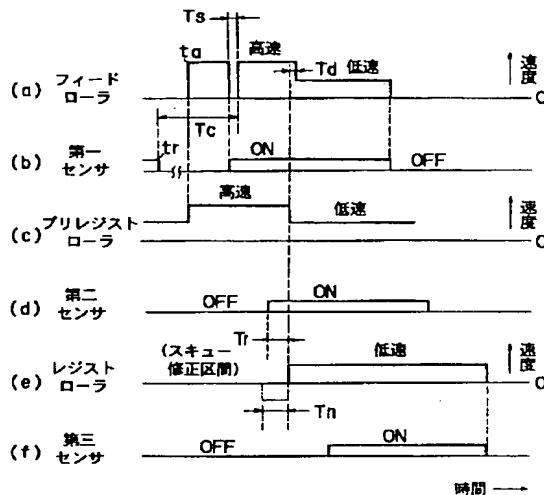 Ts
ta 高速
Td 低速
(a) フィード
ローラ
速度
0
Tc
tr
(b) 第一
センサ
ON
OFF
高速
(c) プリレジスト
ローラ
低速
速度
0
(d) 第二
センサ
OFF
ON
Tr
(スキュー
修正区間)
(e) レジスト
ローラ
低速
速度
0
Tn
(f) 第三
センサ
OFF
ON
時間